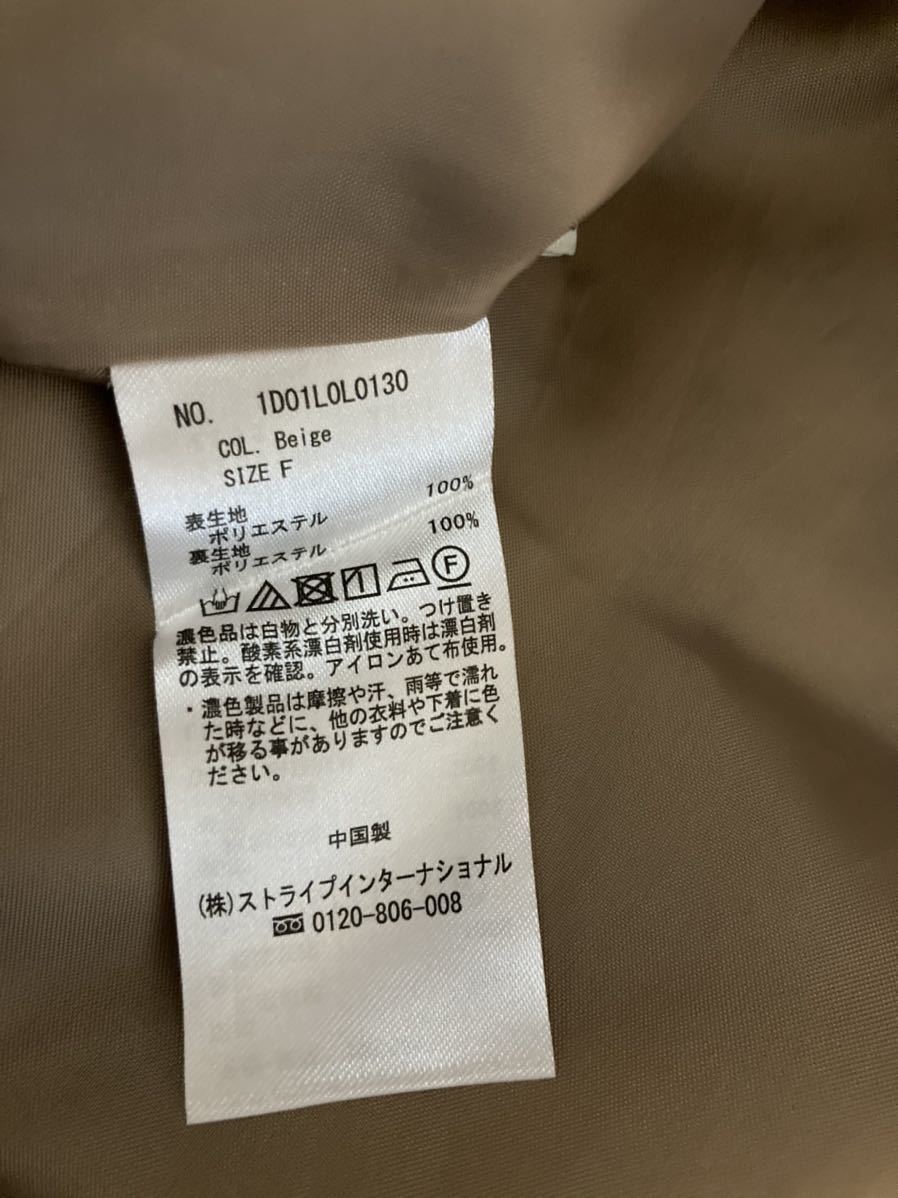 NO. 1D01L0L0130
COL. Beige
SIZE F
表生地
ポリエステル 100%
裏生地
ポリエステル 100%
濃色品は白物と分別洗い。つけ置き
禁止。酸素系漂白剤使用時は漂白剤
の表示を確認。アイロンあて布使用。
・濃色製品は摩擦や汗、雨等で濡れ
た時などに、他の衣料や下着に色
が移る事がありますのでご注意く
ださい。
中国製
(株)ストライプインターナショナル
0120-806-008